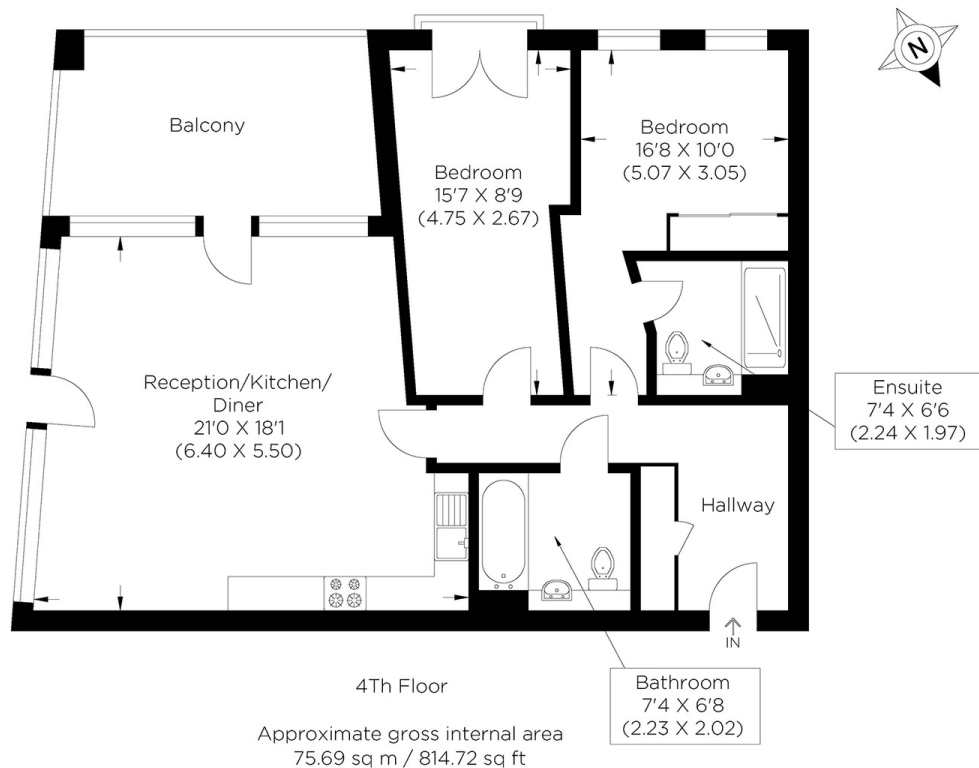 N
Balcony
Bedroom
15'7 X 8'9
(4.75 X 2.67)
Bedroom
16'8 X 10'0
(5.07 X 3.05)
Reception/Kitchen/
Diner
21'0 X 18'1
(6.40 X 5.50)
Ensuite
7'4 X 6'6
(2.24 X 1.97)
Hallway
IN
Bathroom
7'4 X 6'8
(2.23 X 2.02)
4Th Floor
Approximate gross internal area
75.69 sq m / 814.72 sq ft